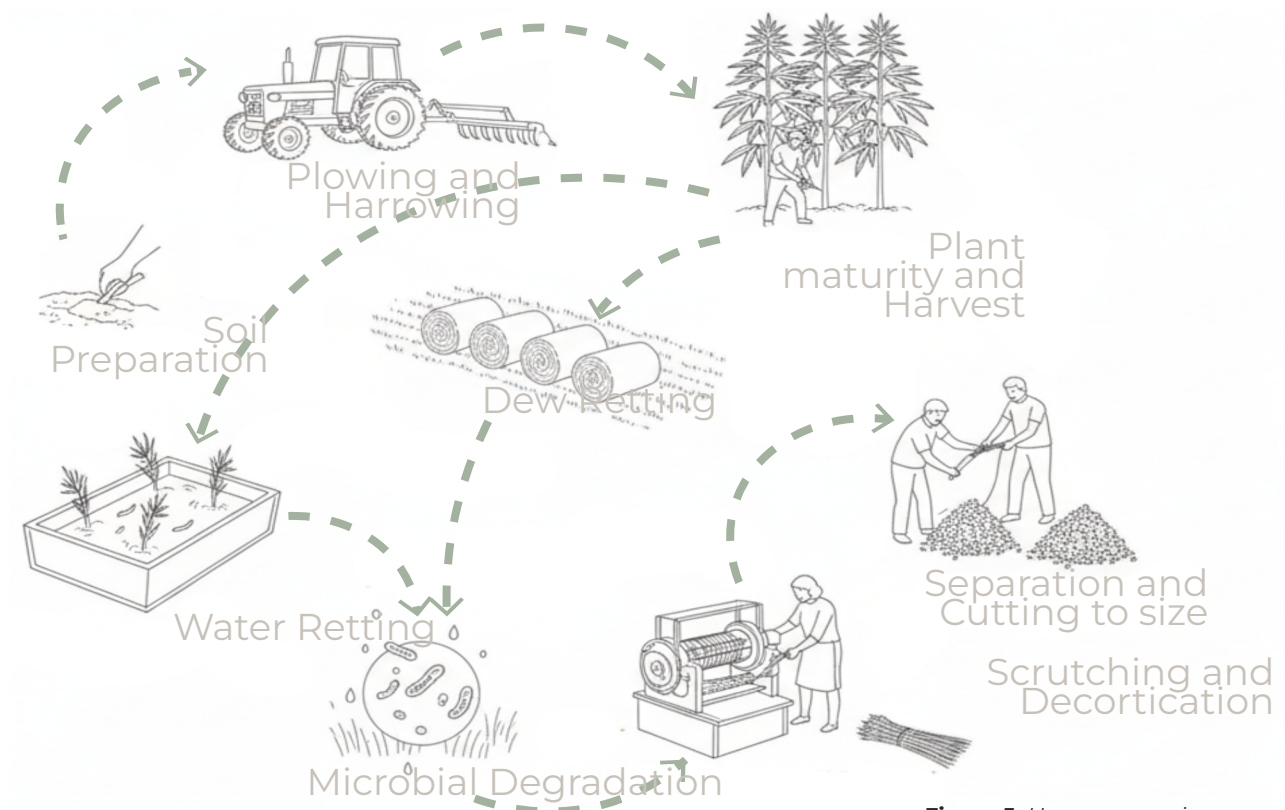 Plowing and
Harrowing
Plant
maturity and
Harvest
Soil
Preparation
Dew Retting
Separation and
Cutting to size
Water Retting
Scrutching and
Decortication
Microbial Degradation